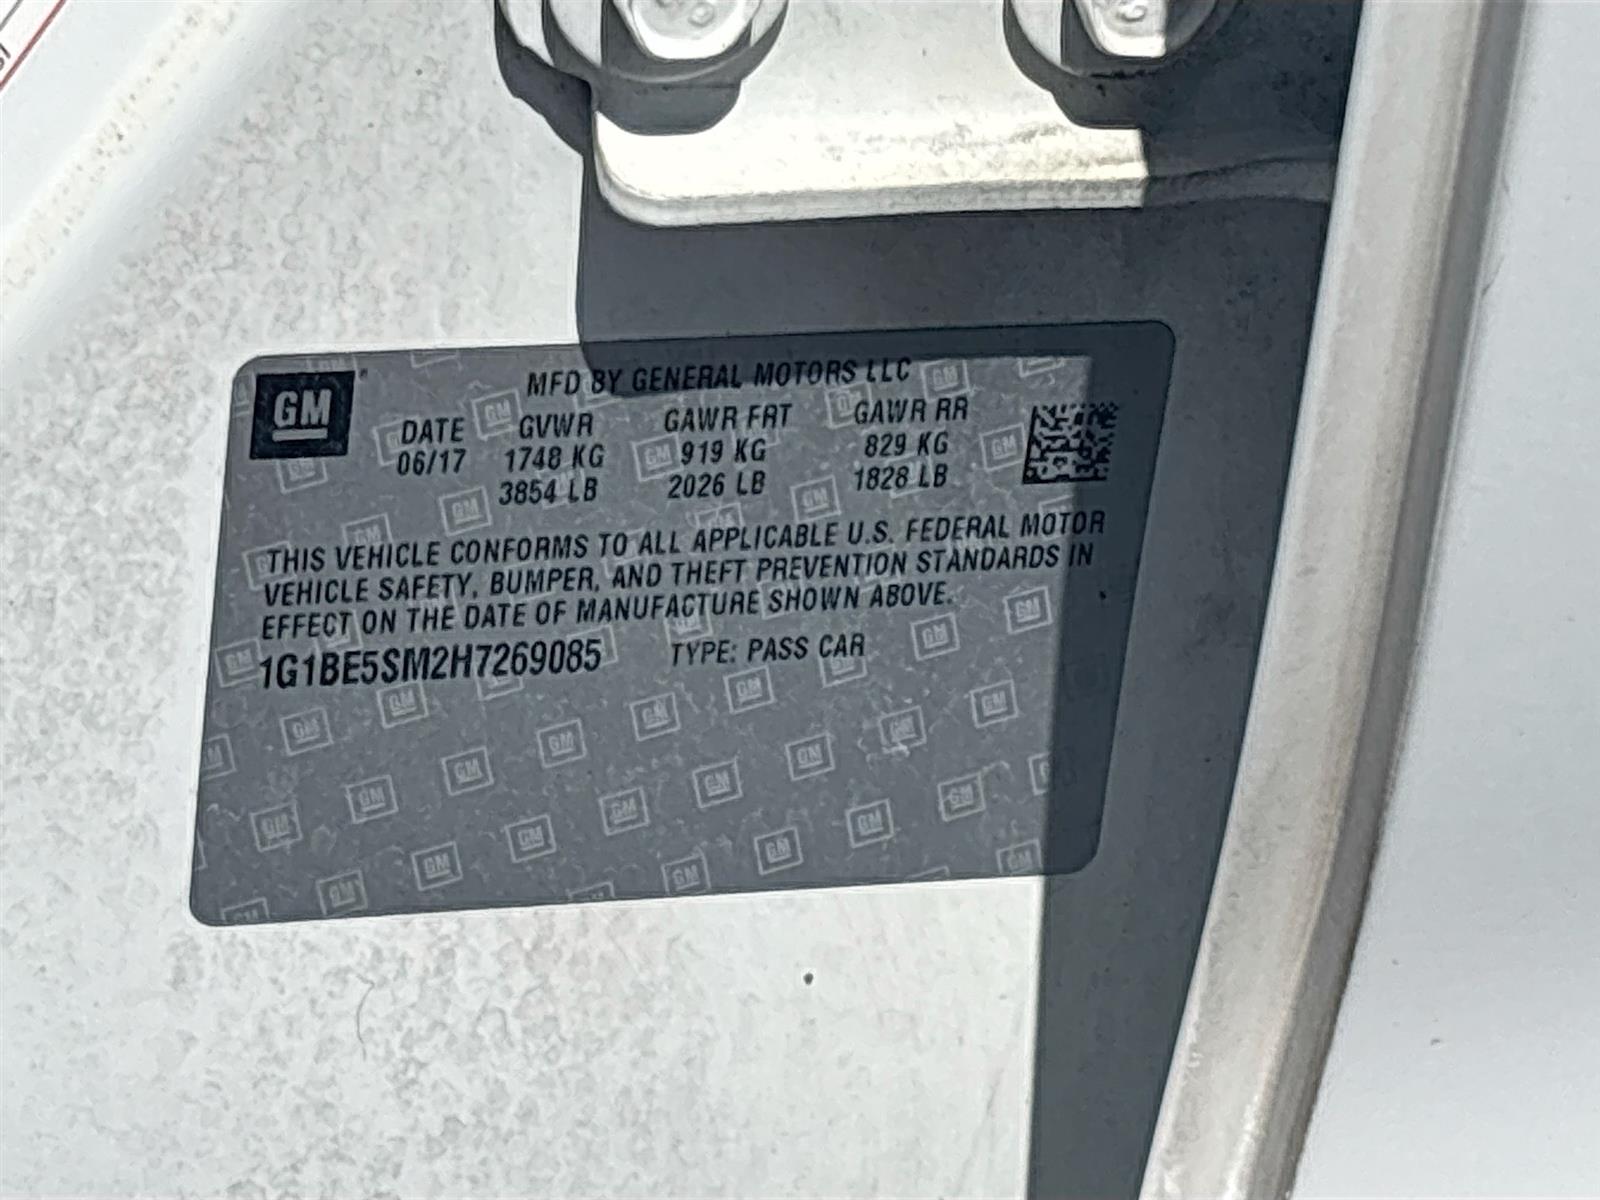 GM
MFD BY GENERAL MOTORS LLC
DATE GVWR GAWR FRT GAWR RR
06/17 1748 KG 919 KG 829 KG
3854 LB 2026 LB 1828 LB
THIS VEHICLE CONFORMS TO ALL APPLICABLE U.S. FEDERAL MOTOR
VEHICLE SAFETY, BUMPER, AND THEFT PREVENTION STANDARDS IN
EFFECT ON THE DATE OF MANUFACTURE SHOWN ABOVE.
1G1BE5SM2H7269085 TYPE: PASS CAR